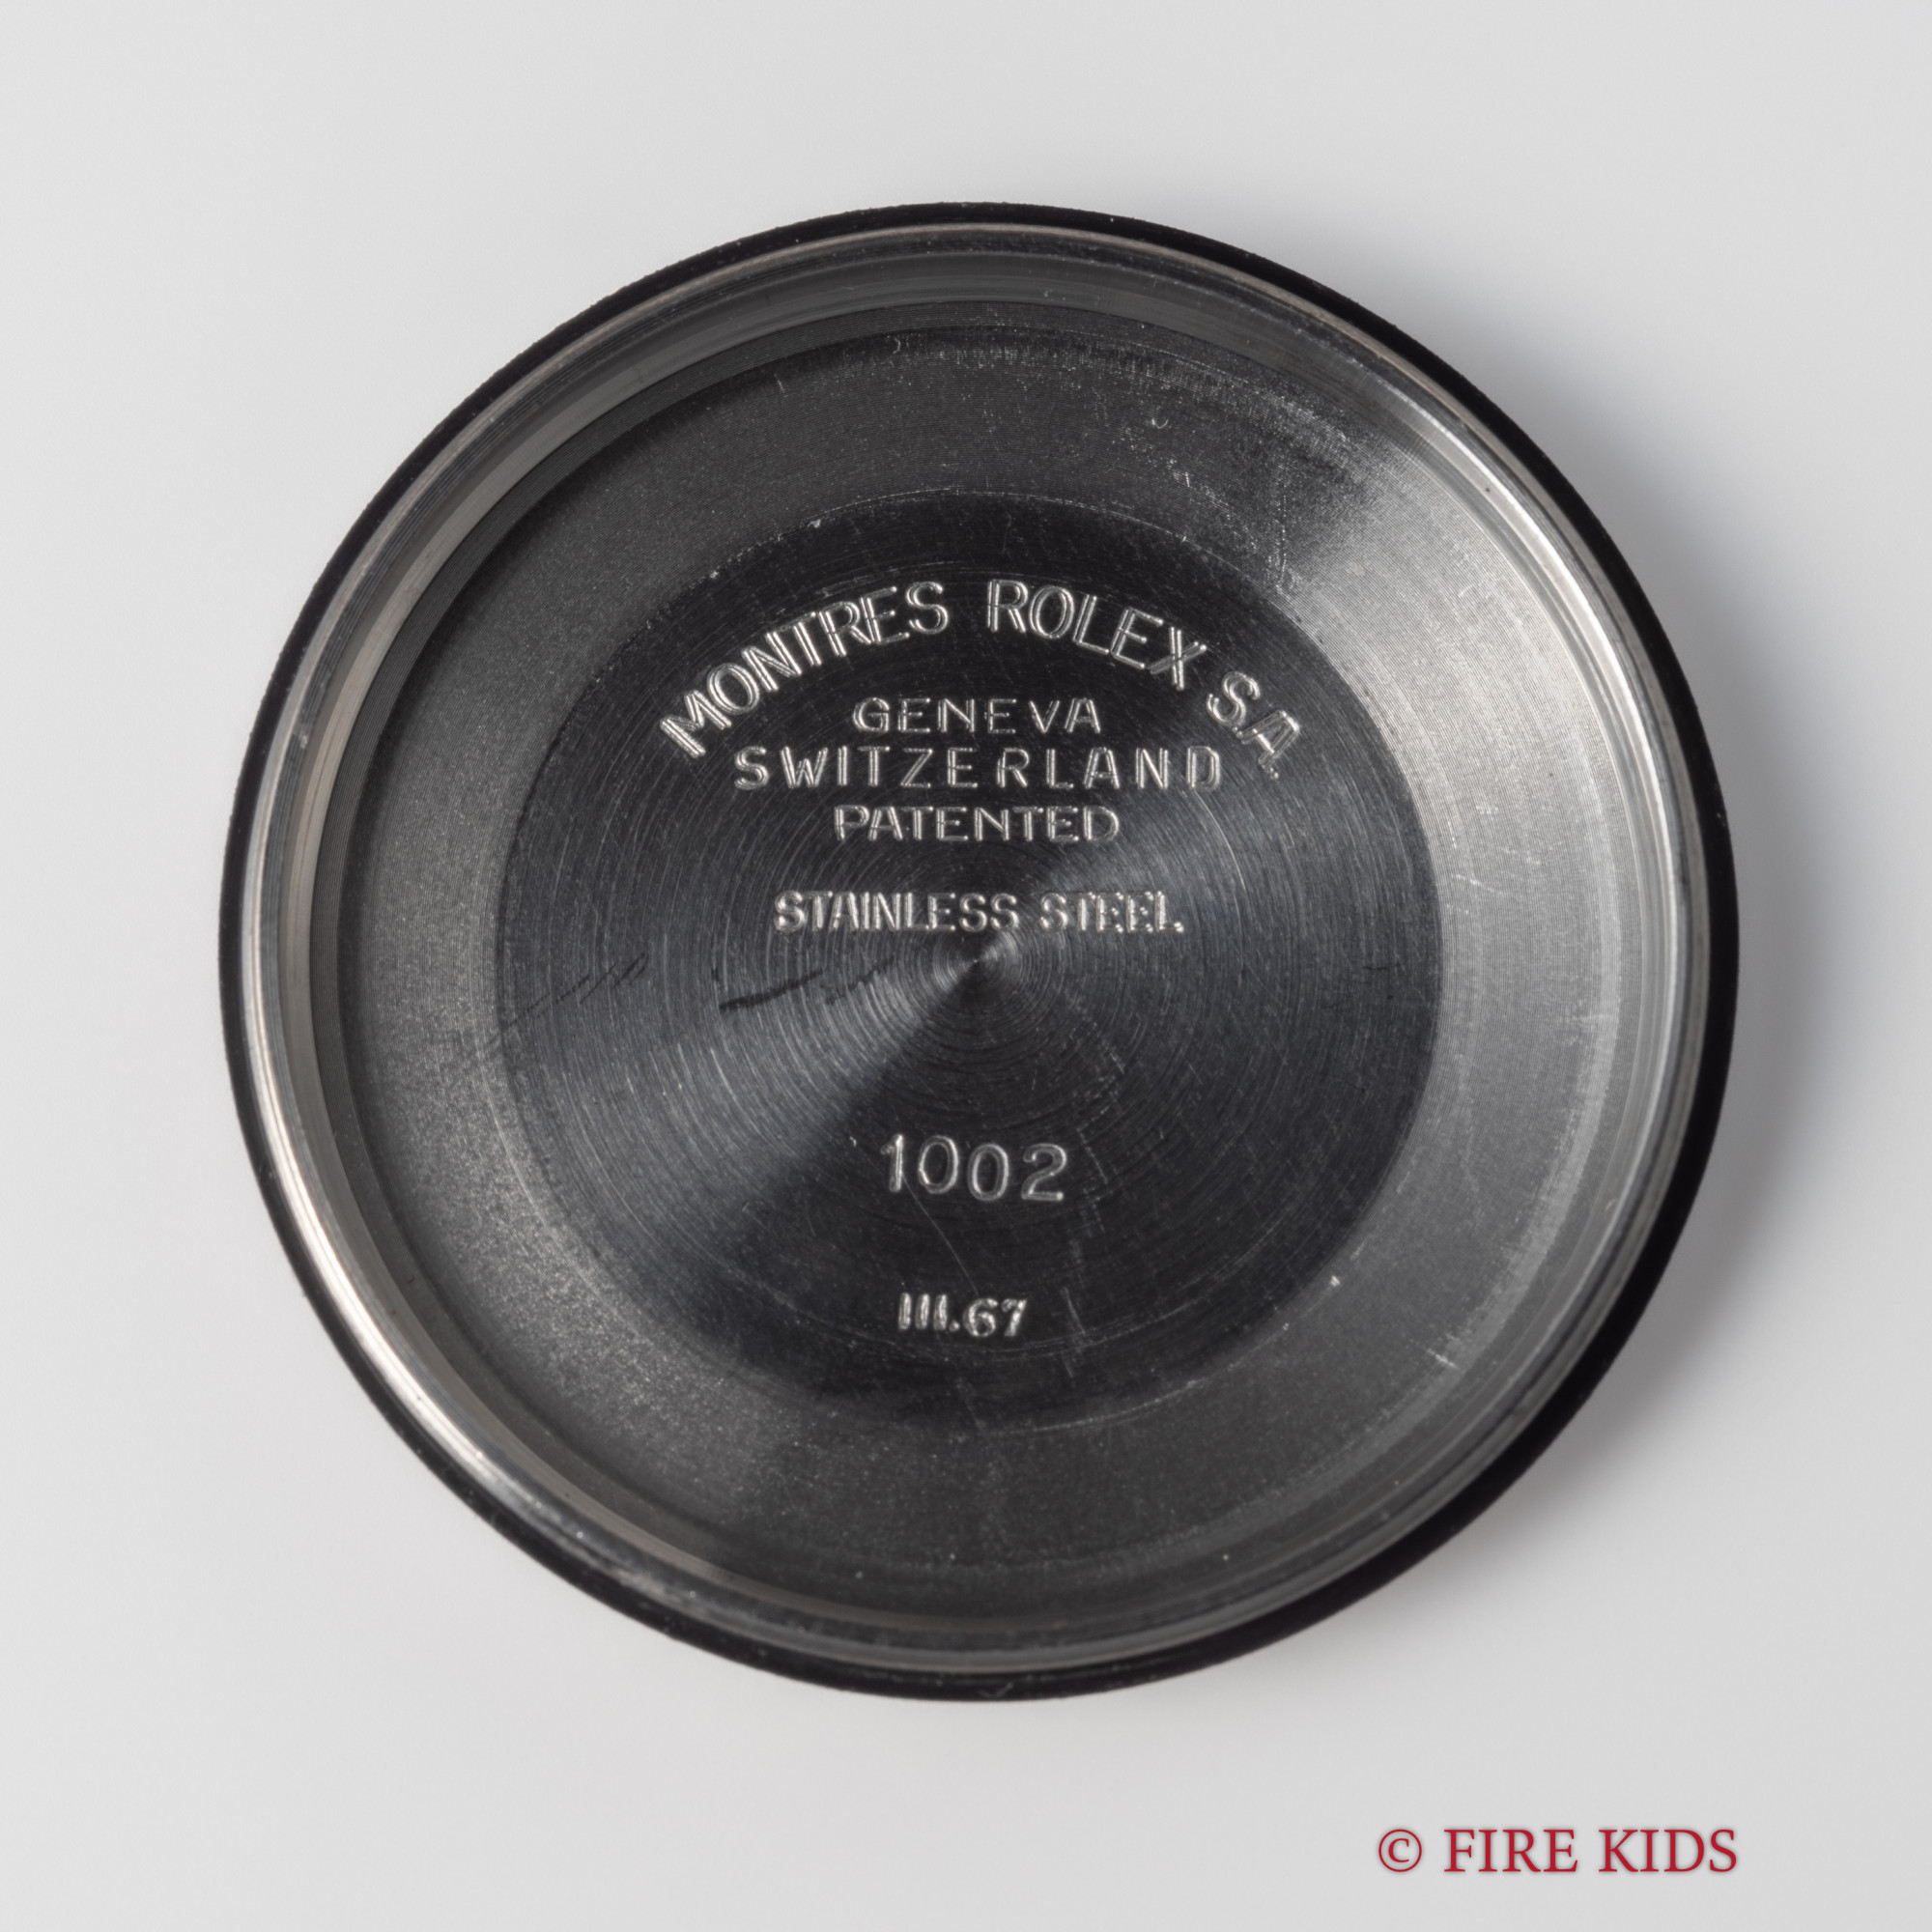 MONTRES ROLEX S.A.
GENEVA
SWITZERLAND
PATENTED
STAINLESS STEEL
1002
III.67
© FIRE KIDS